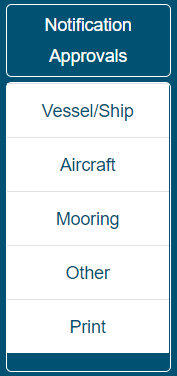 Notification
Approvals
Vessel/Ship
Aircraft
Mooring
Other
Print